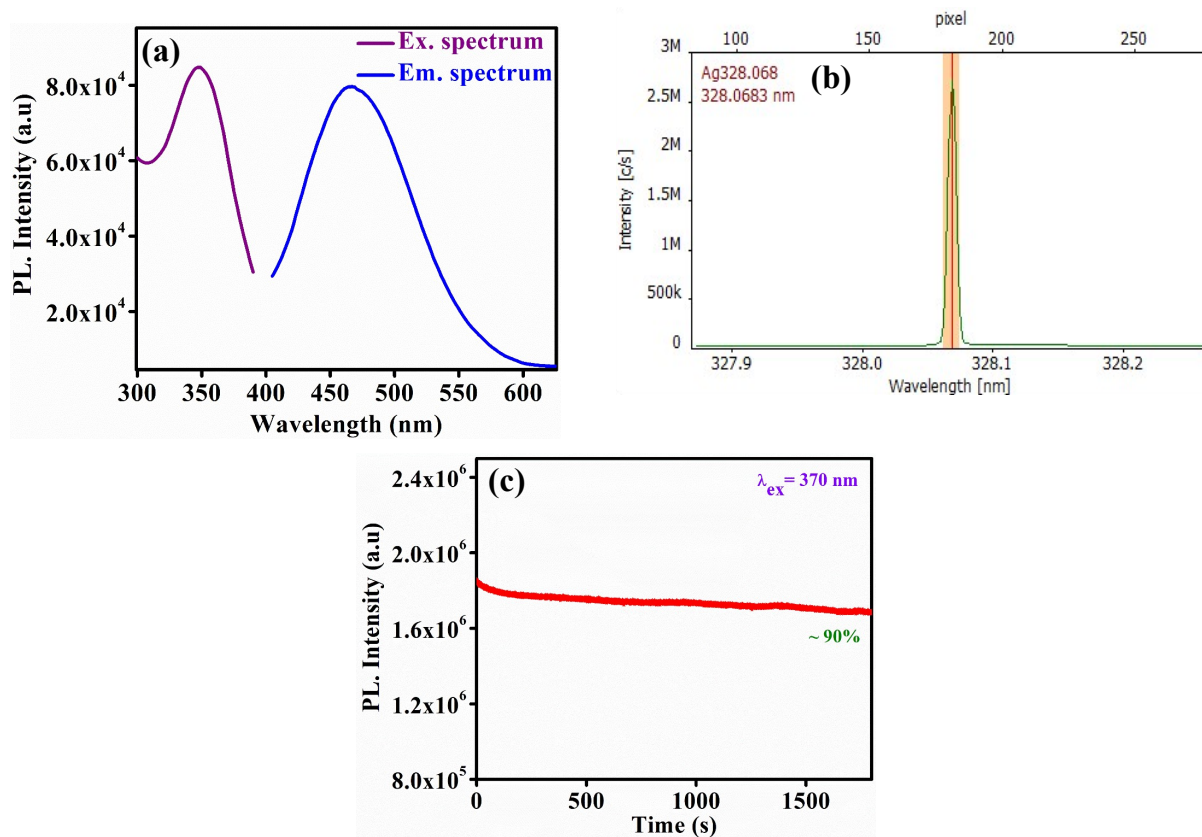 (a)
Ex. spectrum
Em. spectrum
8.0x10⁴
6.0x10⁴
4.0x10⁴
2.0x10⁴
PL. Intensity (a.u)
300 350 400 450 500 550 600
Wavelength (nm)
pixel
100 150 200 250
3M
2.5M
2M
1.5M
1M
500k
0
Intensity [c/s]
Ag328.068
328.0683 nm
(b)
327.9 328.0 328.1 328.2
Wavelength [nm]
(c)
λex= 370 nm
2.4x10⁶
2.0x10⁶
1.6x10⁶
1.2x10⁶
8.0x10⁵
PL. Intensity (a.u)
~ 90%
0 500 1000 1500
Time (s)